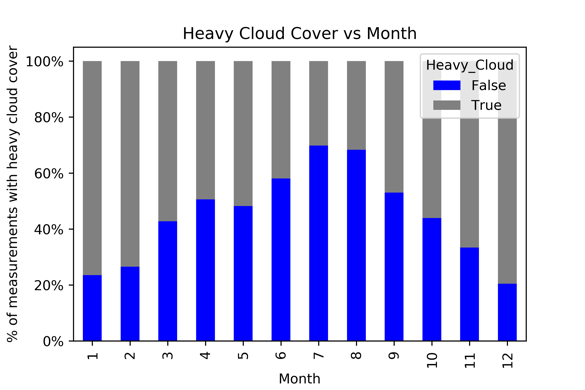 Heavy Cloud Cover vs Month
% of measurements with heavy cloud cover
100%
80%
60%
40%
20%
0%
Heavy_Cloud
False
True
1 2 3 4 5 6 7 8 9 10 11 12
Month